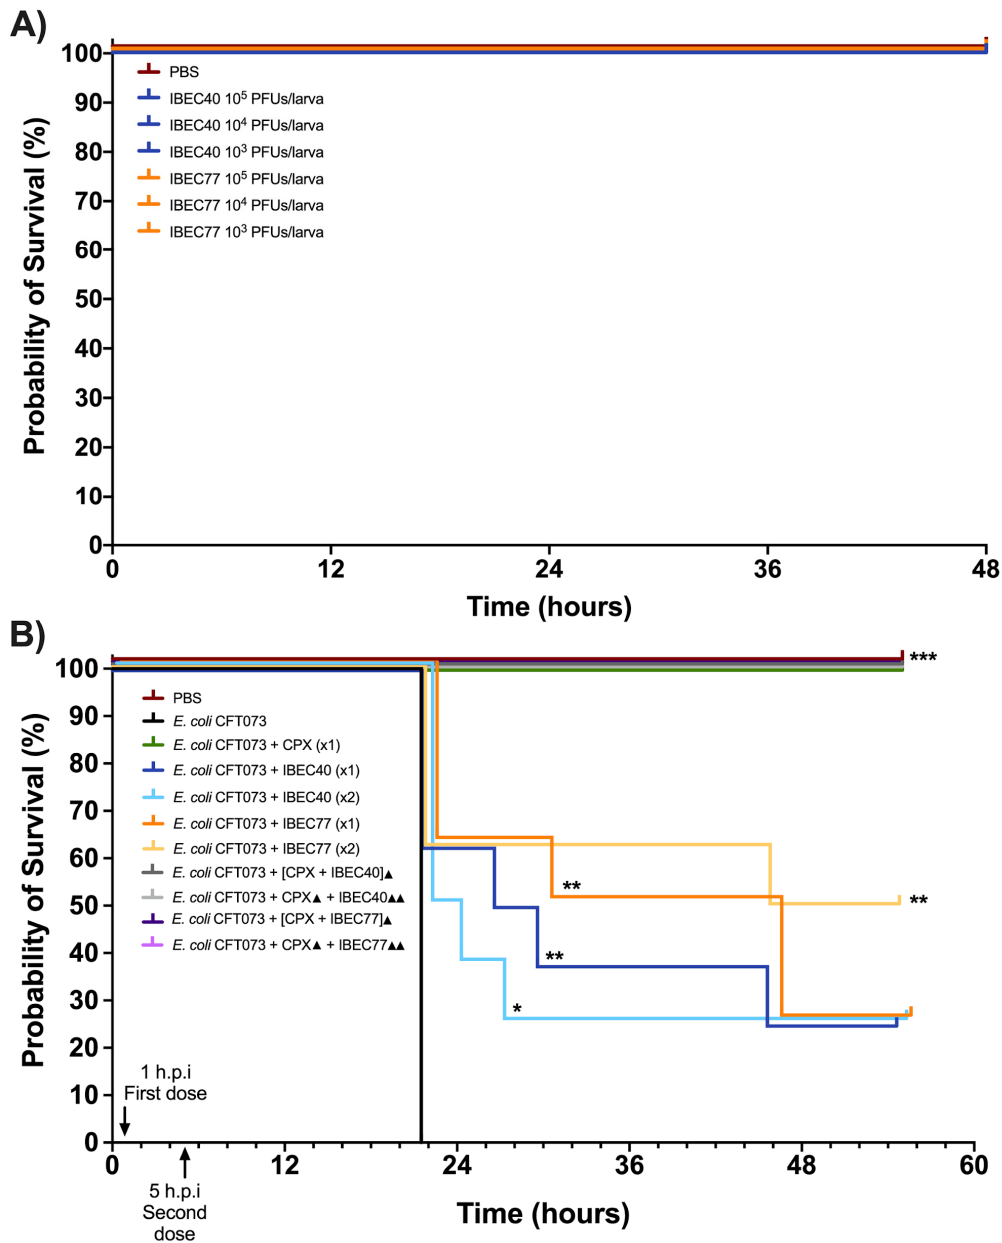 A)
Probability of Survival (%)
100
90
80
70
60
50
40
30
20
10
0
PBS
IBEC40 10⁵ PFUs/larva
IBEC40 10⁴ PFUs/larva
IBEC40 10³ PFUs/larva
IBEC77 10⁵ PFUs/larva
IBEC77 10⁴ PFUs/larva
IBEC77 10³ PFUs/larva
0 12 24 36 48
Time (hours)
B)
Probability of Survival (%)
100
90
80
70
60
50
40
30
20
10
0
PBS
E. coli CFT073
E. coli CFT073 + CPX (x1)
E. coli CFT073 + IBEC40 (x1)
E. coli CFT073 + IBEC40 (x2)
E. coli CFT073 + IBEC77 (x1)
E. coli CFT073 + IBEC77 (x2)
E. coli CFT073 + [CPX + IBEC40]▲
E. coli CFT073 + CPX▲ + IBEC40▲▲
E. coli CFT073 + [CPX + IBEC77]▲
E. coli CFT073 + CPX▲ + IBEC77▲▲
***
**
**
**
*
1 h.p.i
First dose
0 12 24 36 48 60
5 h.p.i
Second
dose
Time (hours)